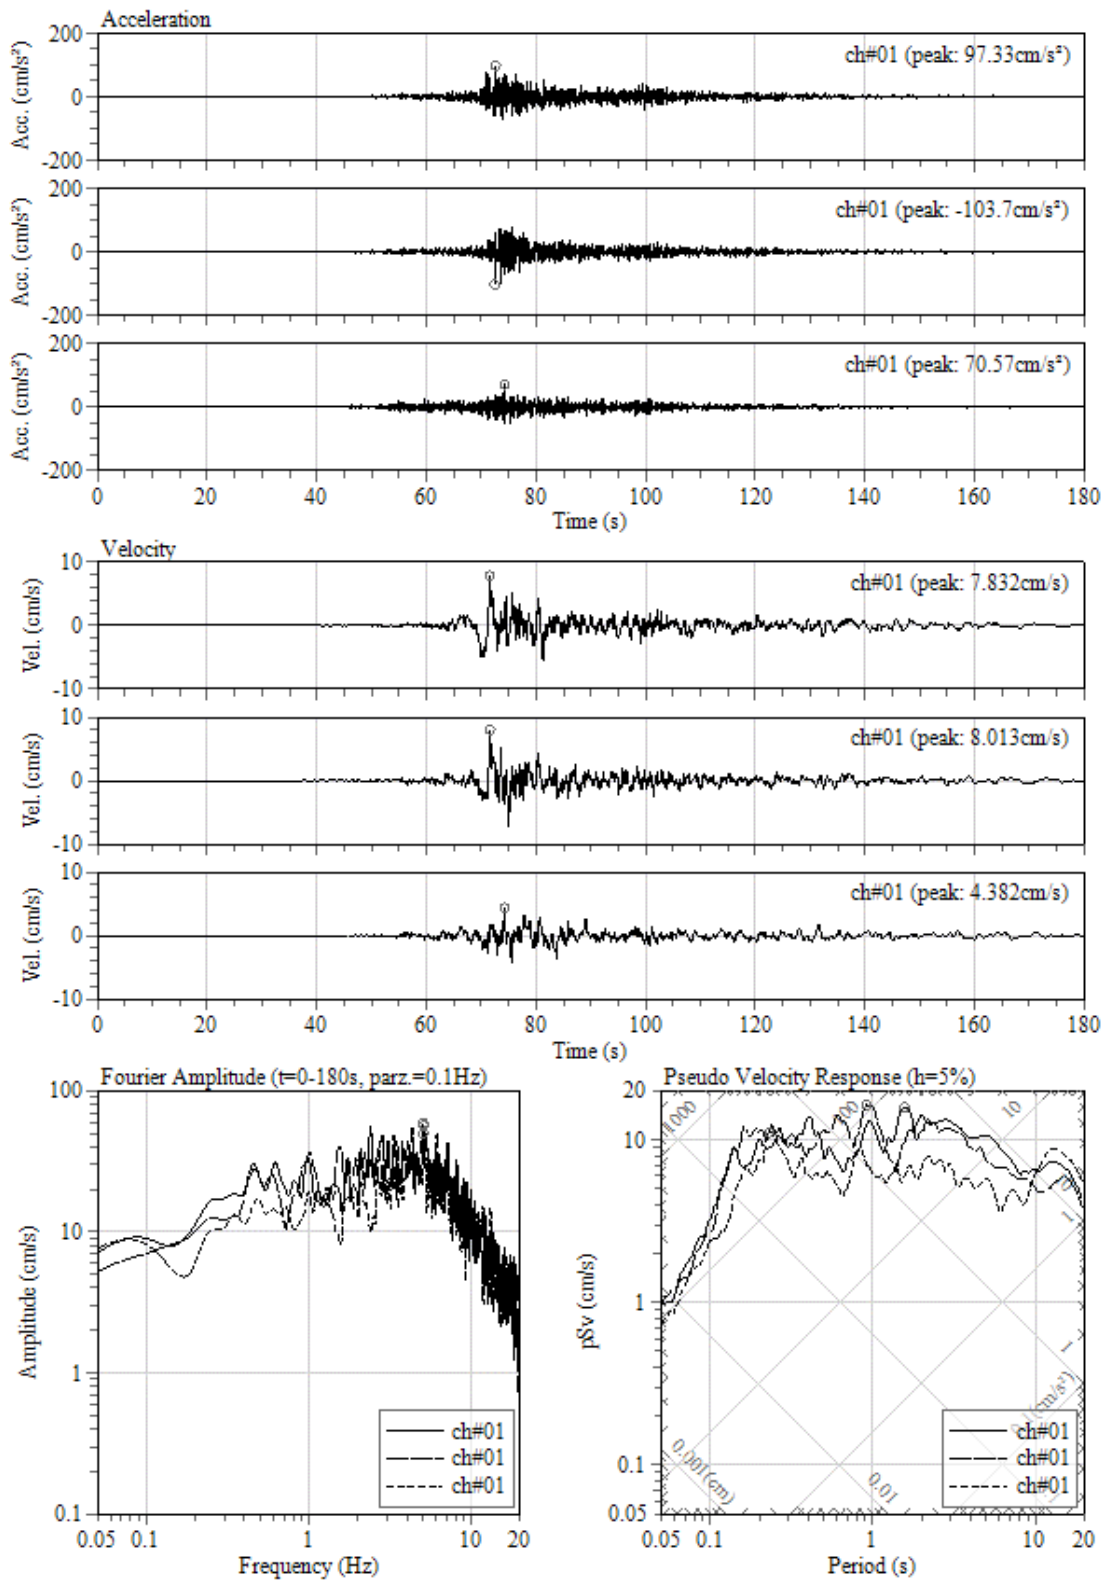 Acceleration
200
0
-200
Acc. (cm/s²)
ch#01 (peak: 97.33cm/s²)
200
0
-200
Acc. (cm/s²)
ch#01 (peak: -103.7cm/s²)
200
0
-200
Acc. (cm/s²)
ch#01 (peak: 70.57cm/s²)
0 20 40 60 80 100 120 140 160 180
Time (s)
Velocity
10
0
-10
Vel. (cm/s)
ch#01 (peak: 7.832cm/s)
10
0
-10
Vel. (cm/s)
ch#01 (peak: 8.013cm/s)
10
0
-10
Vel. (cm/s)
ch#01 (peak: 4.382cm/s)
0 20 40 60 80 100 120 140 160 180
Time (s)
Fourier Amplitude (t=0-180s, parz.=0.1Hz)
100
10
1
0.1
Amplitude (cm/s)
ch#01
ch#01
ch#01
0.05 0.1 1 10 20
Frequency (Hz)
Pseudo Velocity Response (h=5%)
20
10
1
0.1
0.05
pSv (cm/s)
1000
100
10
1
1
0.1(cm/s²)
0.001(cm)
0.01
ch#01
ch#01
ch#01
0.05 0.1 1 10 20
Period (s)